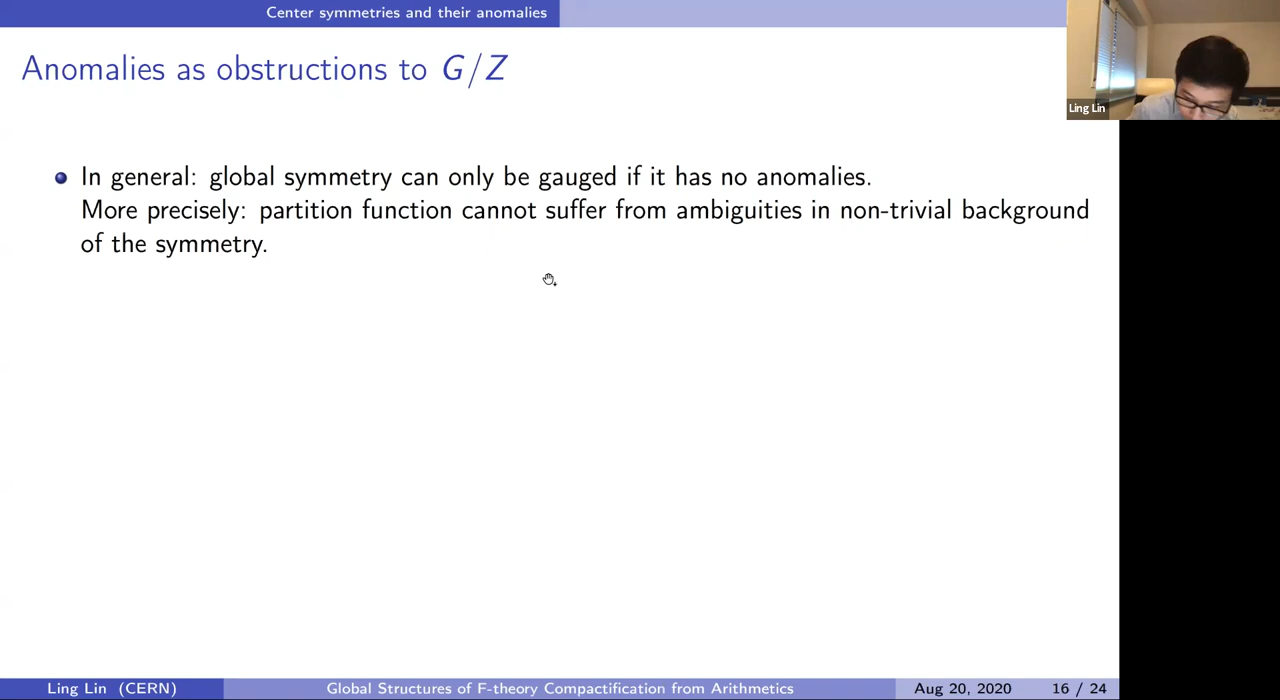 Center symmetries and their anomalies
Anomalies as obstructions to G/Z
Ling Lin
In general: global symmetry can only be gauged if it has no anomalies.
More precisely: partition function cannot suffer from ambiguities in non-trivial background
of the symmetry.
Ling Lin (CERN)
Global Structures of F-theory Compactification from Arithmetics
Aug 20, 2020
16 / 24